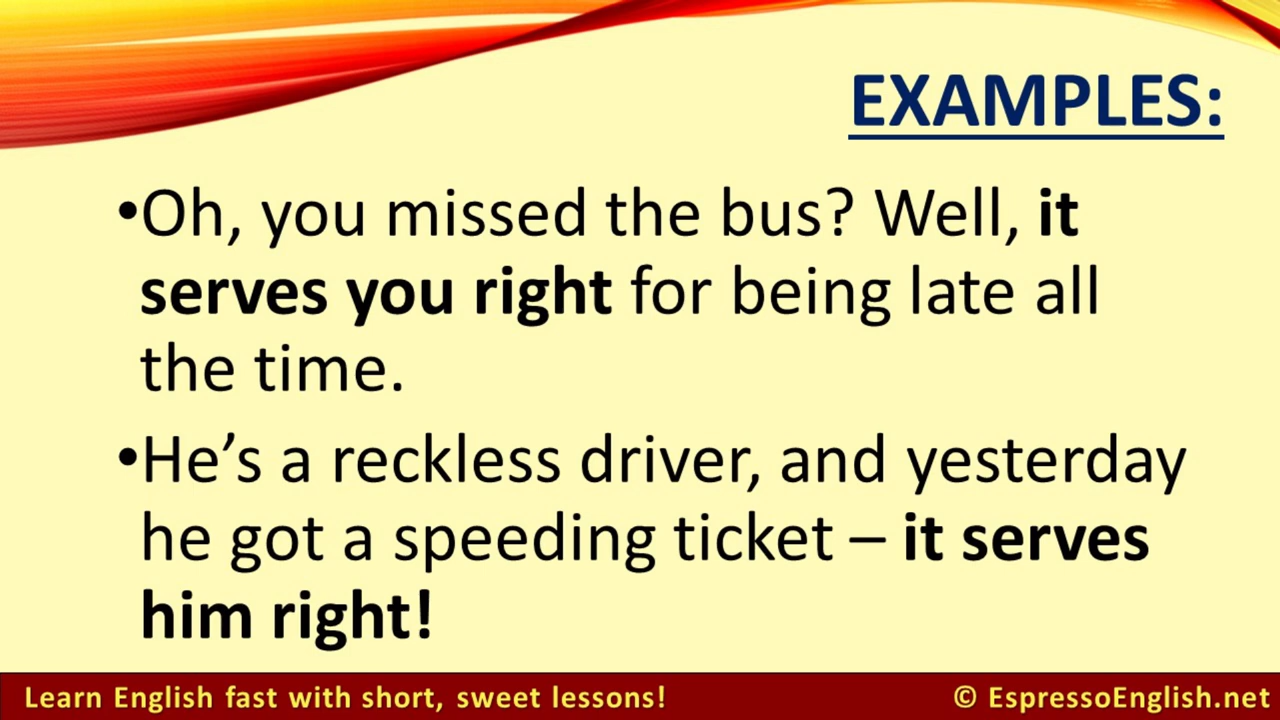 EXAMPLES:
•Oh, you missed the bus? Well, it
serves you right for being late all
the time.
•He’s a reckless driver, and yesterday
he got a speeding ticket – it serves
him right!
Learn English fast with short, sweet lessons!
© EspressoEnglish.net